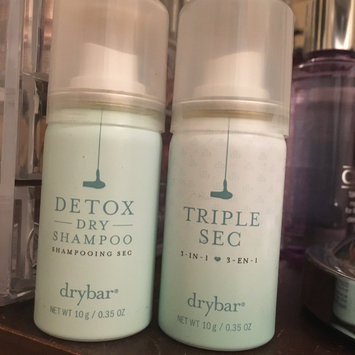 DETOX
DRY
SHAMPOO
SHAMPOOING SEC
drybar®
NET WT 10 g / 0.35 OZ
TRIPLE
SEC
3-IN-1 ♥ 3-EN-1
drybar®
NET WT 10g / 0.35 OZ